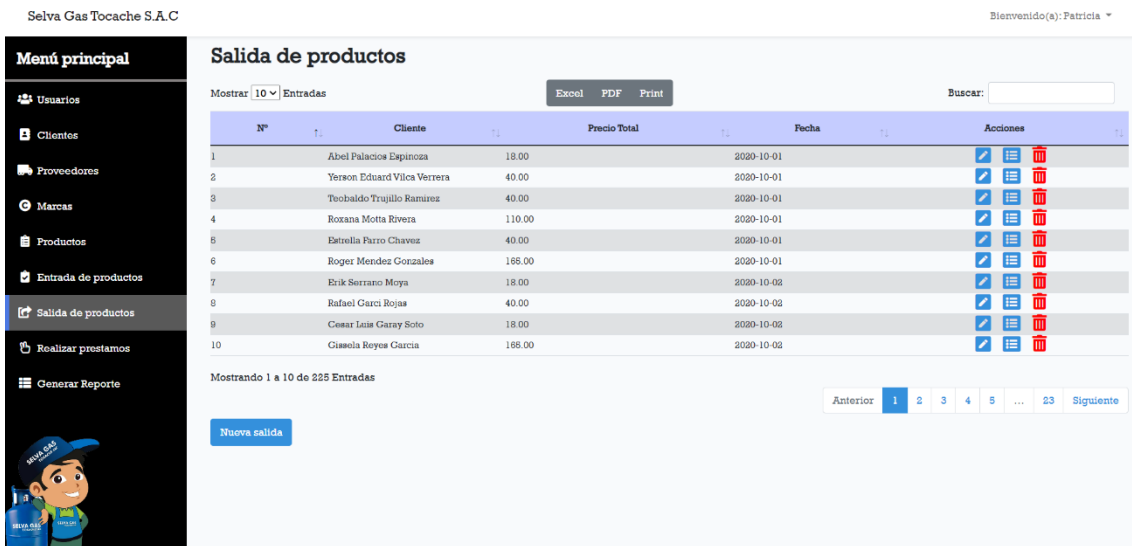 Selva Gas Tocache S.A.C
Bienvenido(a): Patricia
Menú principal
Usuarios
Clientes
Proveedores
Marcas
Productos
Entrada de productos
Salida de productos
Realizar prestamos
Generar Reporte
SELVA GAS
SELVA GAS
SELVA GAS
Salida de productos
Mostrar 10 Entradas
Excel PDF Print
Buscar:
Nº Cliente Precio Total Fecha Acciones
1 Abel Palacios Espinoza 18.00 2020-10-01
2 Yerson Eduard Vilca Verrera 40.00 2020-10-01
3 Teobaldo Trujillo Ramirez 40.00 2020-10-01
4 Roxana Motta Rivera 110.00 2020-10-01
5 Estrella Farro Chavez 40.00 2020-10-01
6 Roger Mendez Gonzales 165.00 2020-10-01
7 Erik Serrano Moya 18.00 2020-10-02
8 Rafael Garci Rojas 40.00 2020-10-02
9 Cesar Luis Garay Soto 18.00 2020-10-02
10 Gissela Reyes Garcia 165.00 2020-10-02
Mostrando 1 a 10 de 225 Entradas
Anterior 1 2 3 4 5 ... 23 Siguiente
Nueva salida